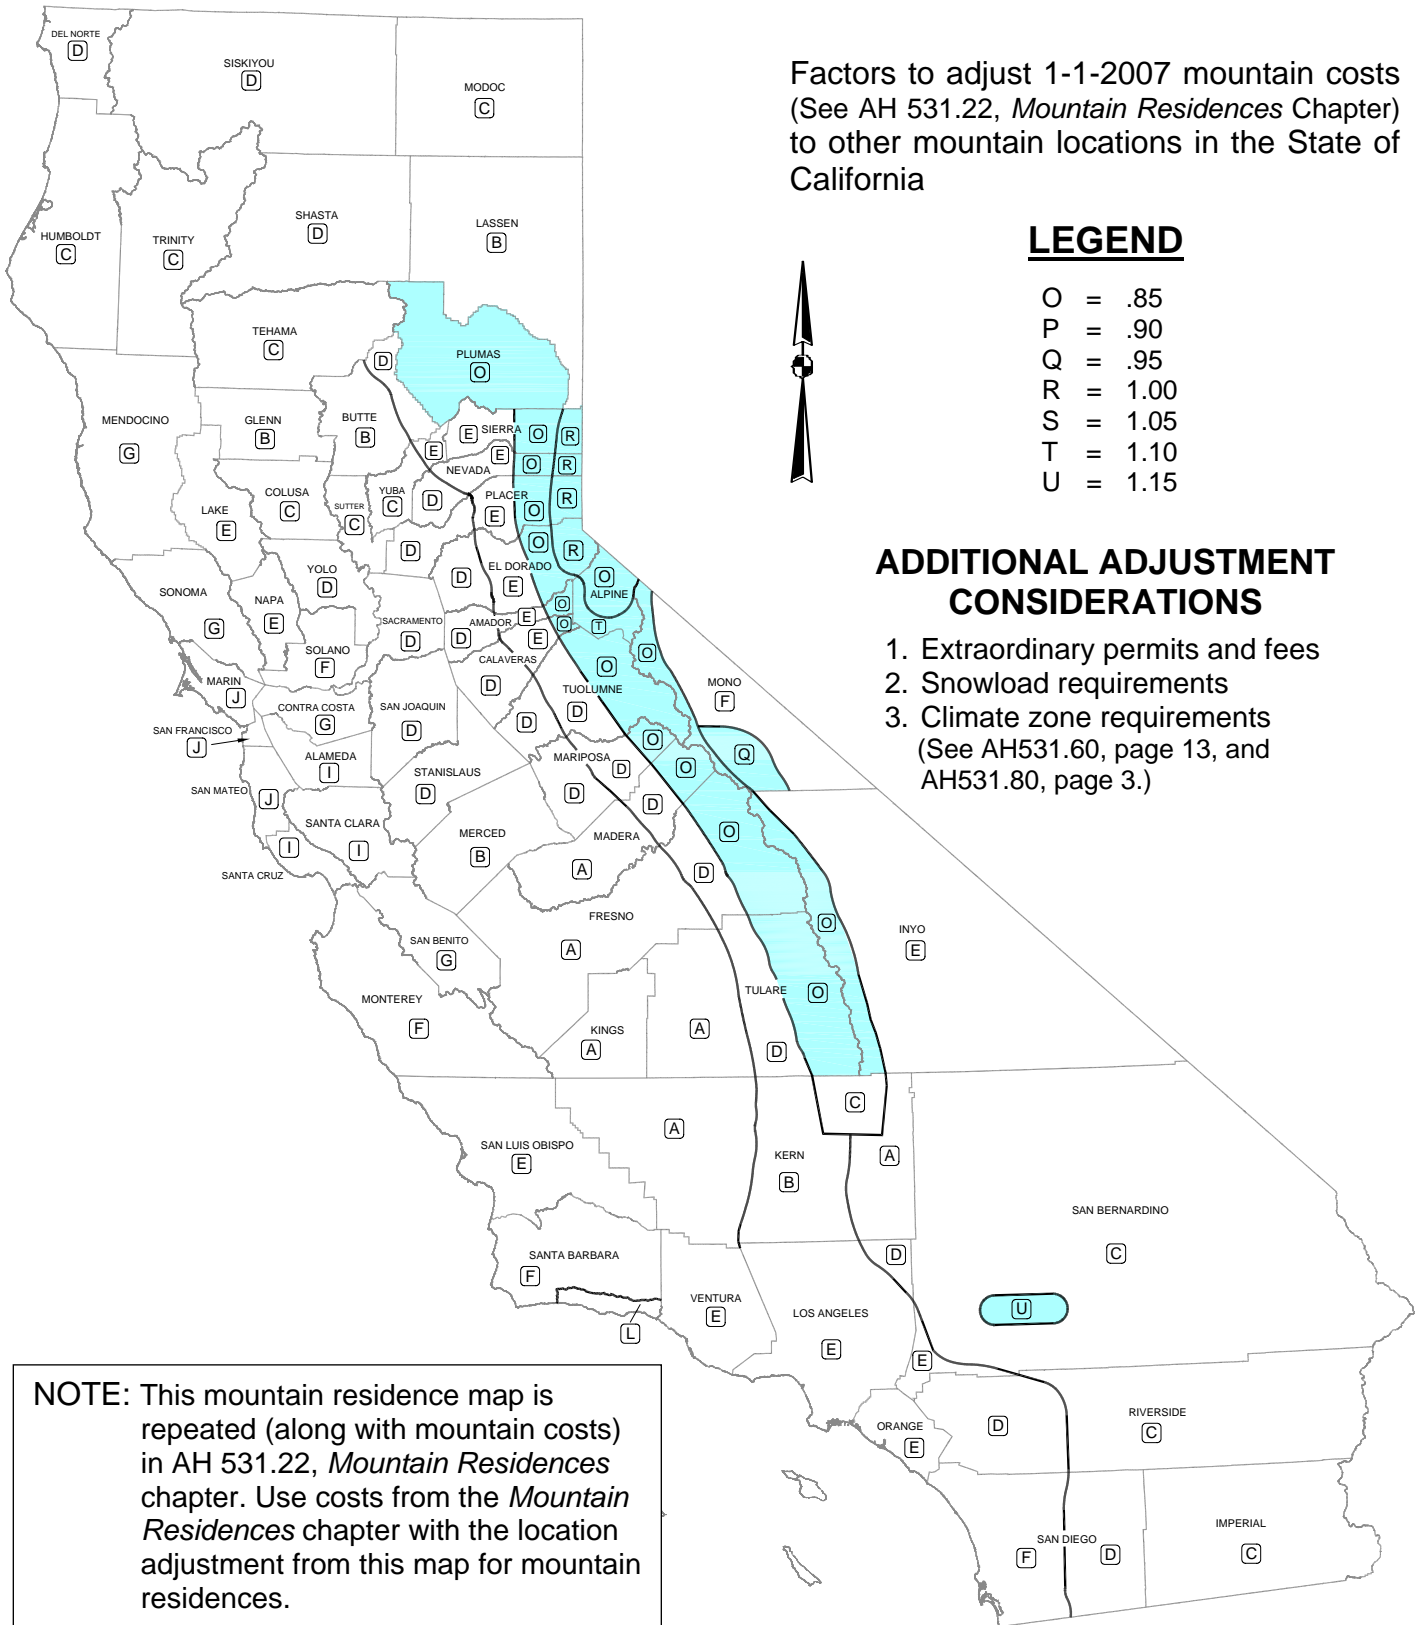 Factors to adjust 1-1-2007 mountain costs
(See AH 531.22, Mountain Residences Chapter)
to other mountain locations in the State of
California
LEGEND
O = .85
P = .90
Q = .95
R = 1.00
S = 1.05
T = 1.10
U = 1.15
ADDITIONAL ADJUSTMENT
CONSIDERATIONS
1. Extraordinary permits and fees
2. Snowload requirements
3. Climate zone requirements
(See AH531.60, page 13, and
AH531.80, page 3.)
DEL NORTE
D
SISKIYOU
D
MODOC
C
HUMBOLDT
C
TRINITY
C
SHASTA
D
LASSEN
B
TEHAMA
C
D
PLUMAS
O
MENDOCINO
G
GLENN
B
BUTTE
B
E
E
SIERRA
O
R
NEVADA
E
O
R
LAKE
E
COLUSA
C
SUTTER
C
YUBA
C
D
PLACER
E
O
R
D
D
EL DORADO
E
O
R
O
ALPINE
T
O
O
SONOMA
G
NAPA
E
YOLO
D
SACRAMENTO
D
D
AMADOR
E
SOLANO
F
CALAVERAS
D
E
MARIN
J
CONTRA COSTA
G
SAN JOAQUIN
D
D
TUOLUMNE
D
O
O
MONO
F
Q
SAN FRANCISCO
J
ALAMEDA
I
STANISLAUS
D
MARIPOSA
D
D
O
SAN MATEO
J
SANTA CLARA
I
I
SANTA CRUZ
MERCED
B
MADERA
A
D
O
FRESNO
A
D
O
SAN BENITO
G
MONTEREY
F
KINGS
A
A
TULARE
D
O
O
INYO
E
SAN LUIS OBISPO
E
A
KERN
B
C
A
SAN BERNARDINO
C
SANTA BARBARA
F
L
VENTURA
E
LOS ANGELES
E
D
U
E
ORANGE
E
D
RIVERSIDE
C
SAN DIEGO
F
D
IMPERIAL
C
NOTE: This mountain residence map is
repeated (along with mountain costs)
in AH 531.22, Mountain Residences
chapter. Use costs from the Mountain
Residences chapter with the location
adjustment from this map for mountain
residences.